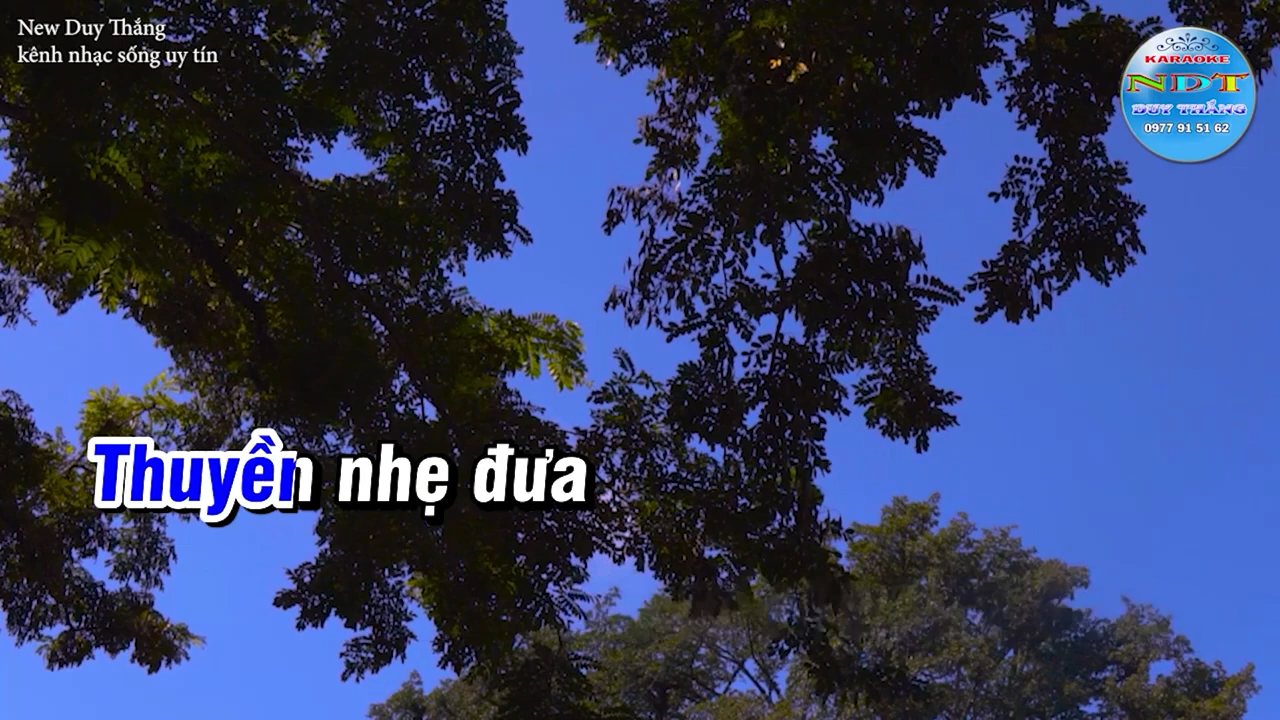 New Duy Thắng
kênh nhạc sống uy tín
KARAOKE
NDT
DUY THẮNG
0977 91 51 62
Thuyền nhẹ đưa